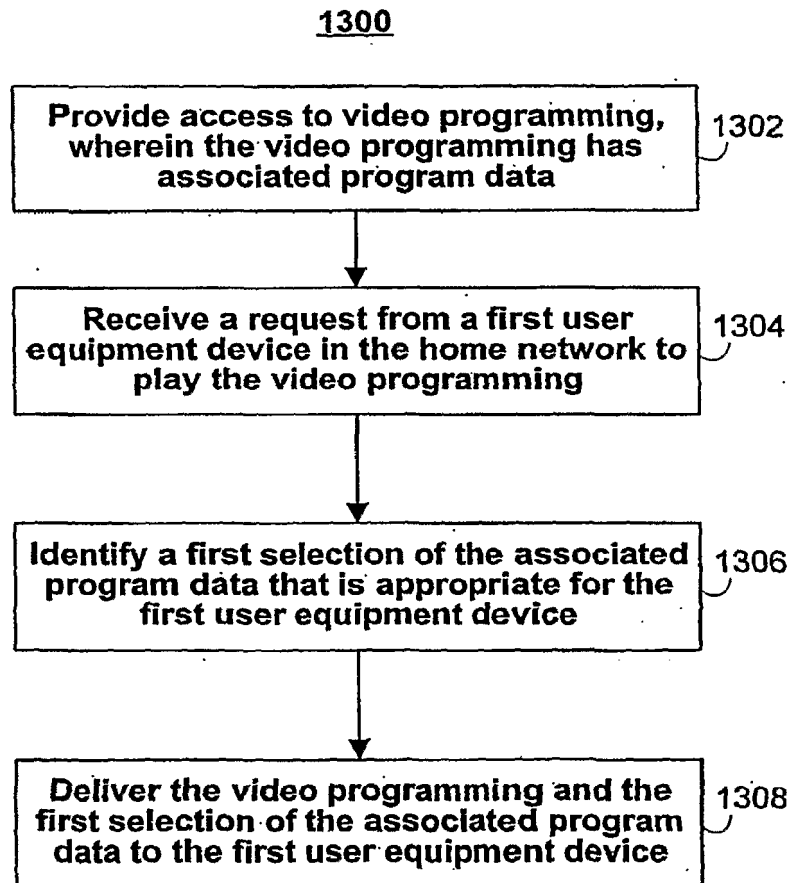 1300
Provide access to video programming,
wherein the video programming has
associated program data
1302
Receive a request from a first user
equipment device in the home network to
play the video programming
1304
Identify a first selection of the associated
program data that is appropriate for the
first user equipment device
1306
Deliver the video programming and the
first selection of the associated program
data to the first user equipment device
1308